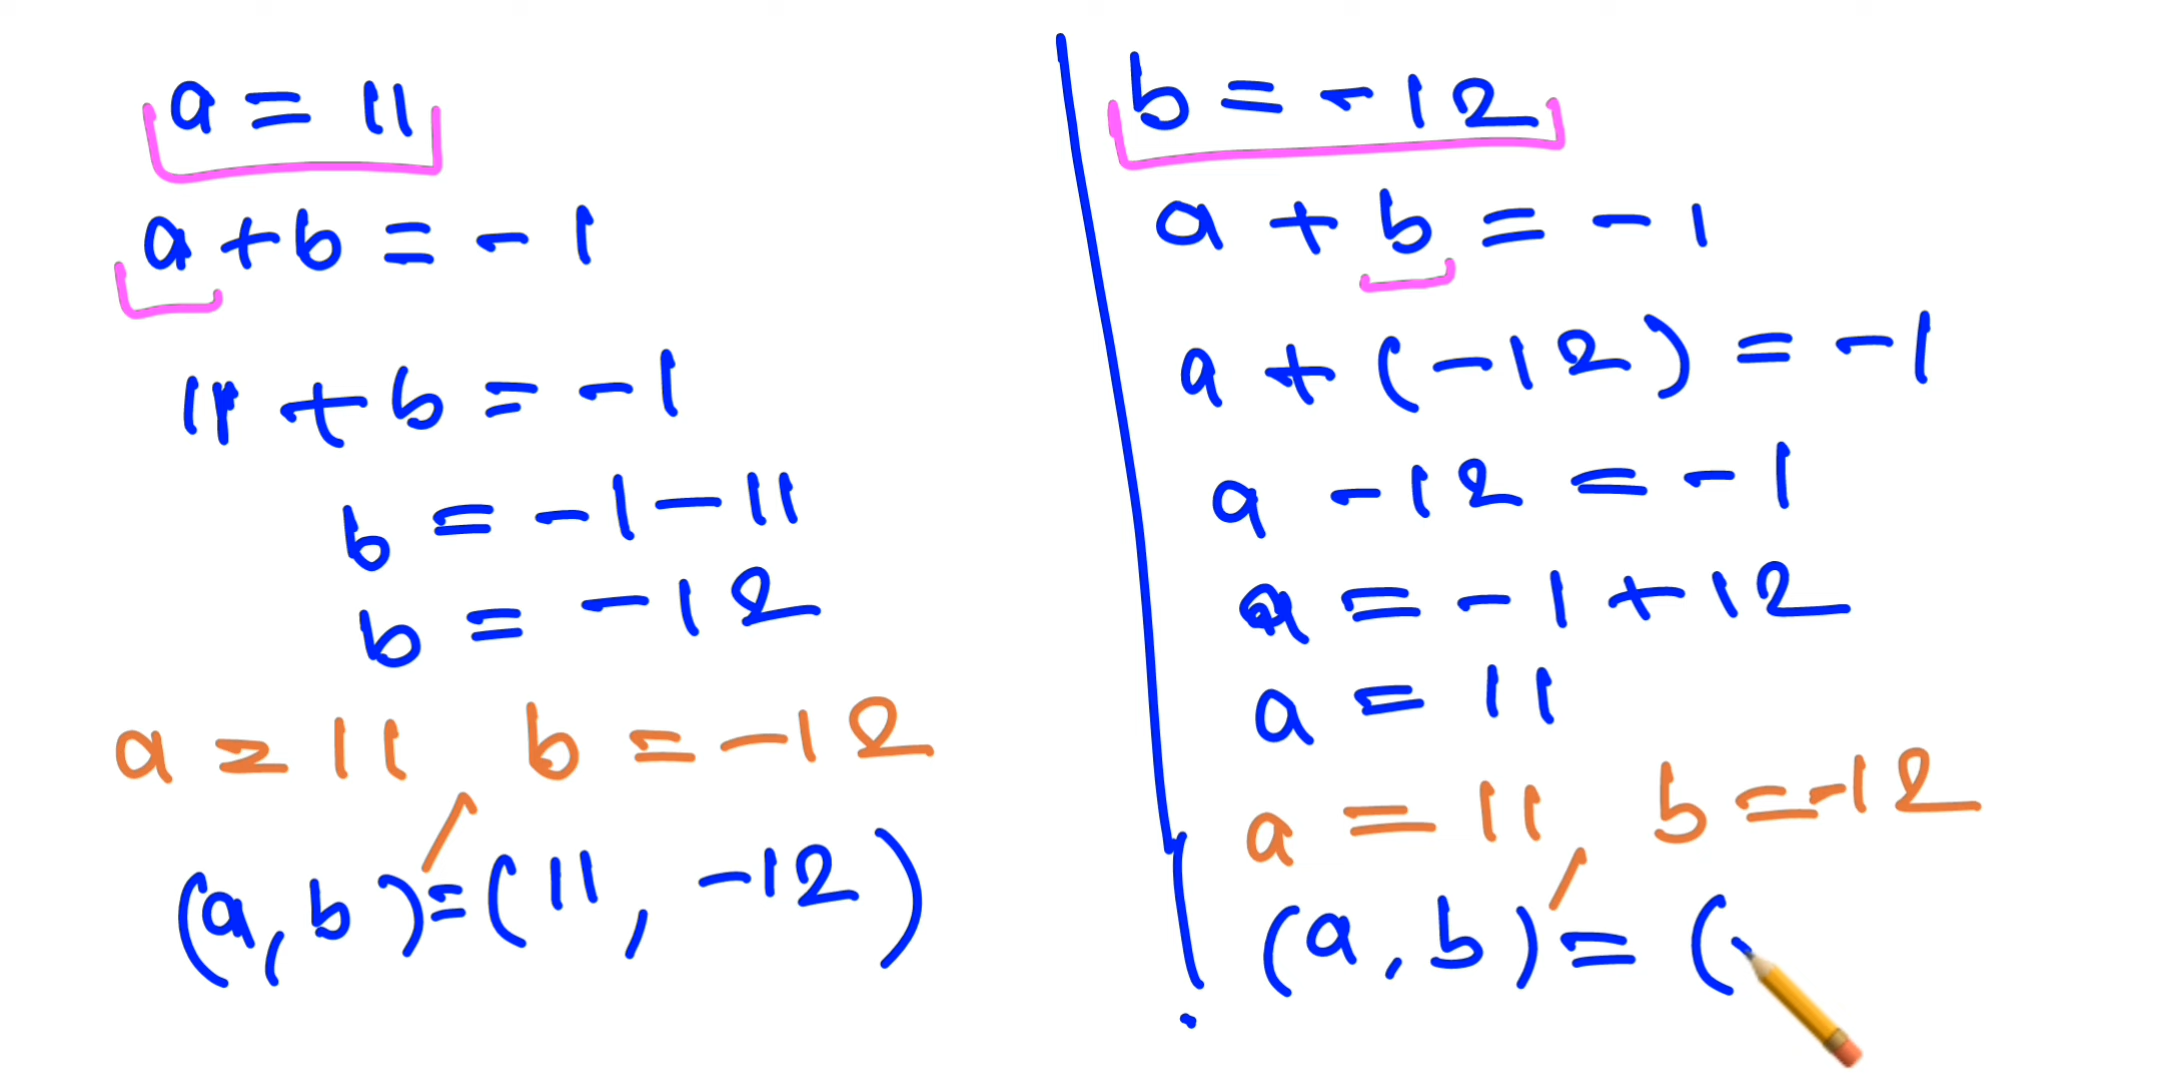 a = 11
a + b = -1
11 + b = -1
b = -1 - 11
b = -12
a = 11 b = -12
(a, b) = (11, -12)
b = -12
a + b = -1
a + (-12) = -1
a - 12 = -1
a = -1 + 12
a = 11
a = 11 b = -12
(a, b) = (